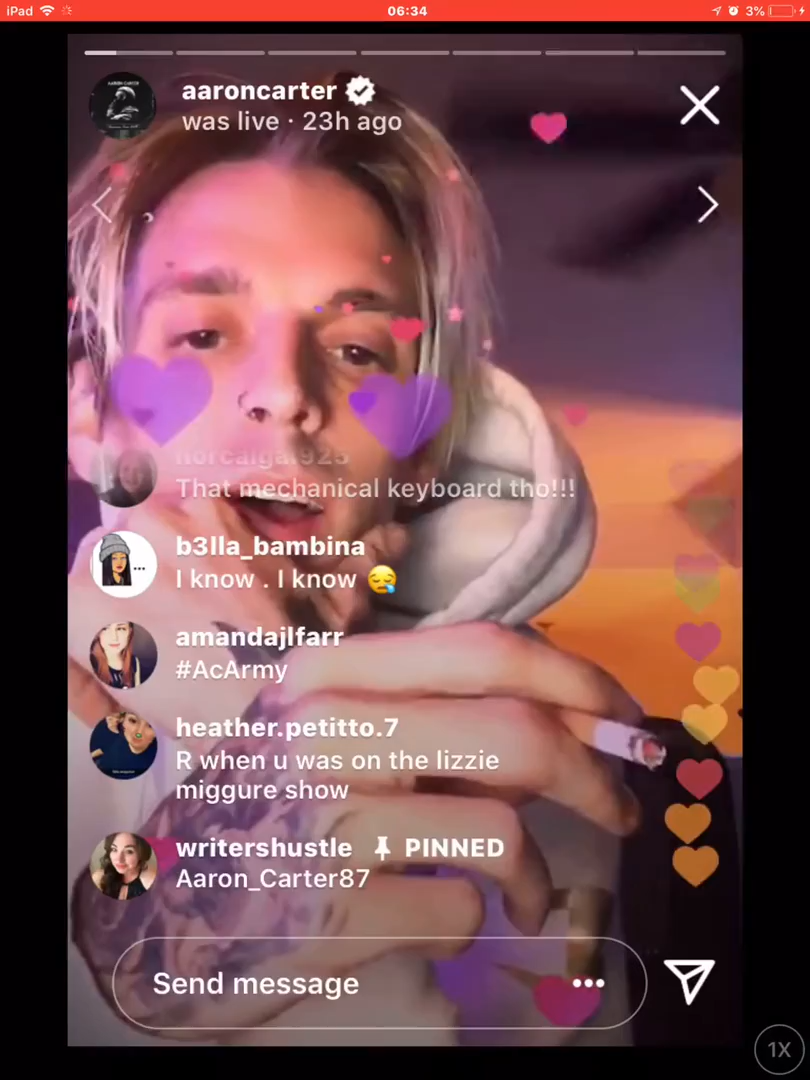 iPad
06:34
3%
aaroncarter
was live · 23h ago
norcalgal925
That mechanical keyboard tho!!!
b3lla_bambina
I know . I know 😪
amandajlfarr
#AcArmy
heather.petitto.7
R when u was on the lizzie
miggure show
writershustle PINNED
Aaron_Carter87
Send message
1X